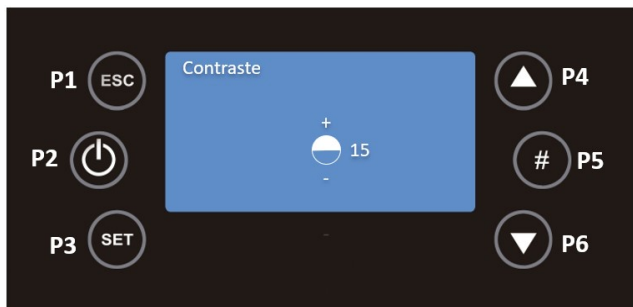 Contraste
P1 ESC
P4
+
15
P2
# P5
-
P3 SET
-
P6